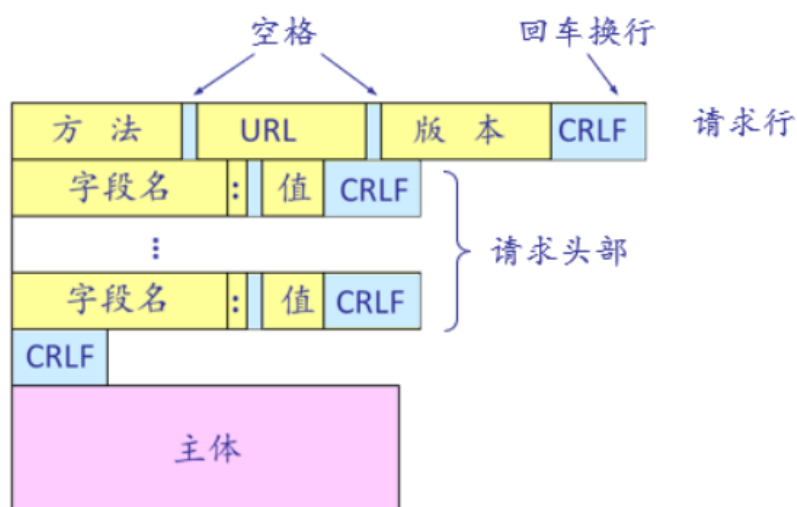 空格 回车换行
方法 URL 版本 CRLF 请求行
字段名 : 值 CRLF
⋮ 请求头部
字段名 : 值 CRLF
CRLF
主体